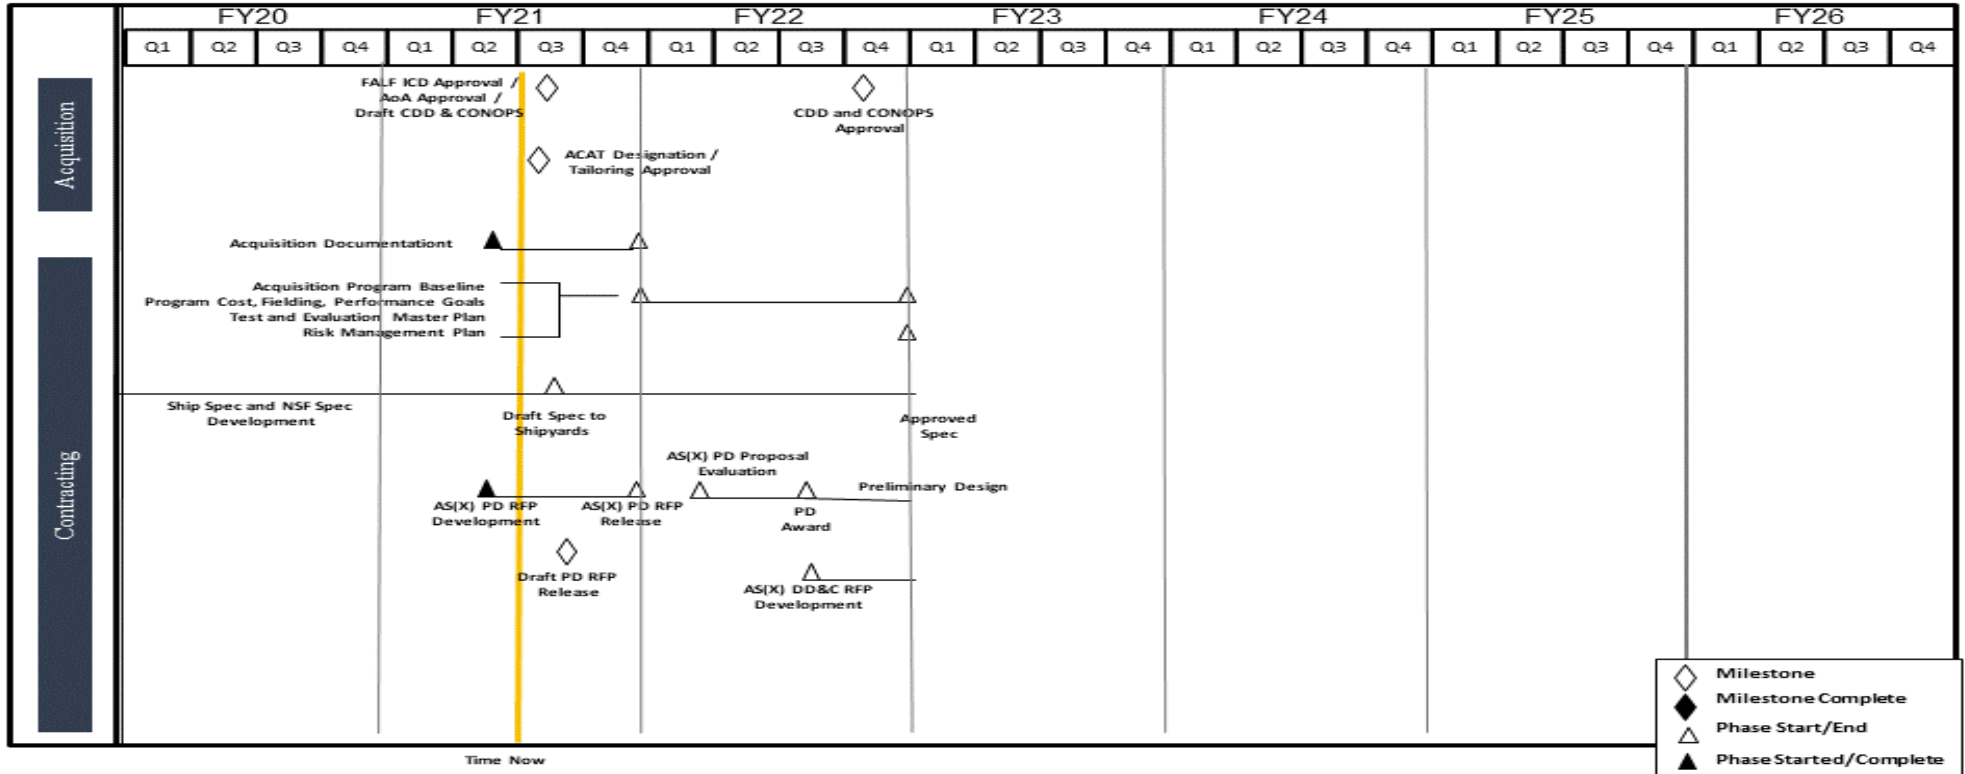 FY20 FY21 FY22 FY23 FY24 FY25 FY26
Q1 Q2 Q3 Q4 Q1 Q2 Q3 Q4 Q1 Q2 Q3 Q4 Q1 Q2 Q3 Q4 Q1 Q2 Q3 Q4 Q1 Q2 Q3 Q4 Q1 Q2 Q3 Q4
Acquisition
FALF ICD Approval /
AoA Approval /
Draft CDD & CONOPS
CDD and CONOPS
Approval
ACAT Designation /
Tailoring Approval
Acquisition Documentationt
Contracting
Acquisition Program Baseline
Program Cost, Fielding, Performance Goals
Test and Evaluation Master Plan
Risk Management Plan
Ship Spec and NSF Spec
Development
Draft Spec to
Shipyards
Approved
Spec
AS(X) PD Proposal
Evaluation
Preliminary Design
AS(X) PD RFP
Development
AS(X) PD RFP
Release
PD
Award
Draft PD RFP
Release
AS(X) DD&C RFP
Development
Time Now
Milestone
Milestone Complete
Phase Start/End
Phase Started/Complete